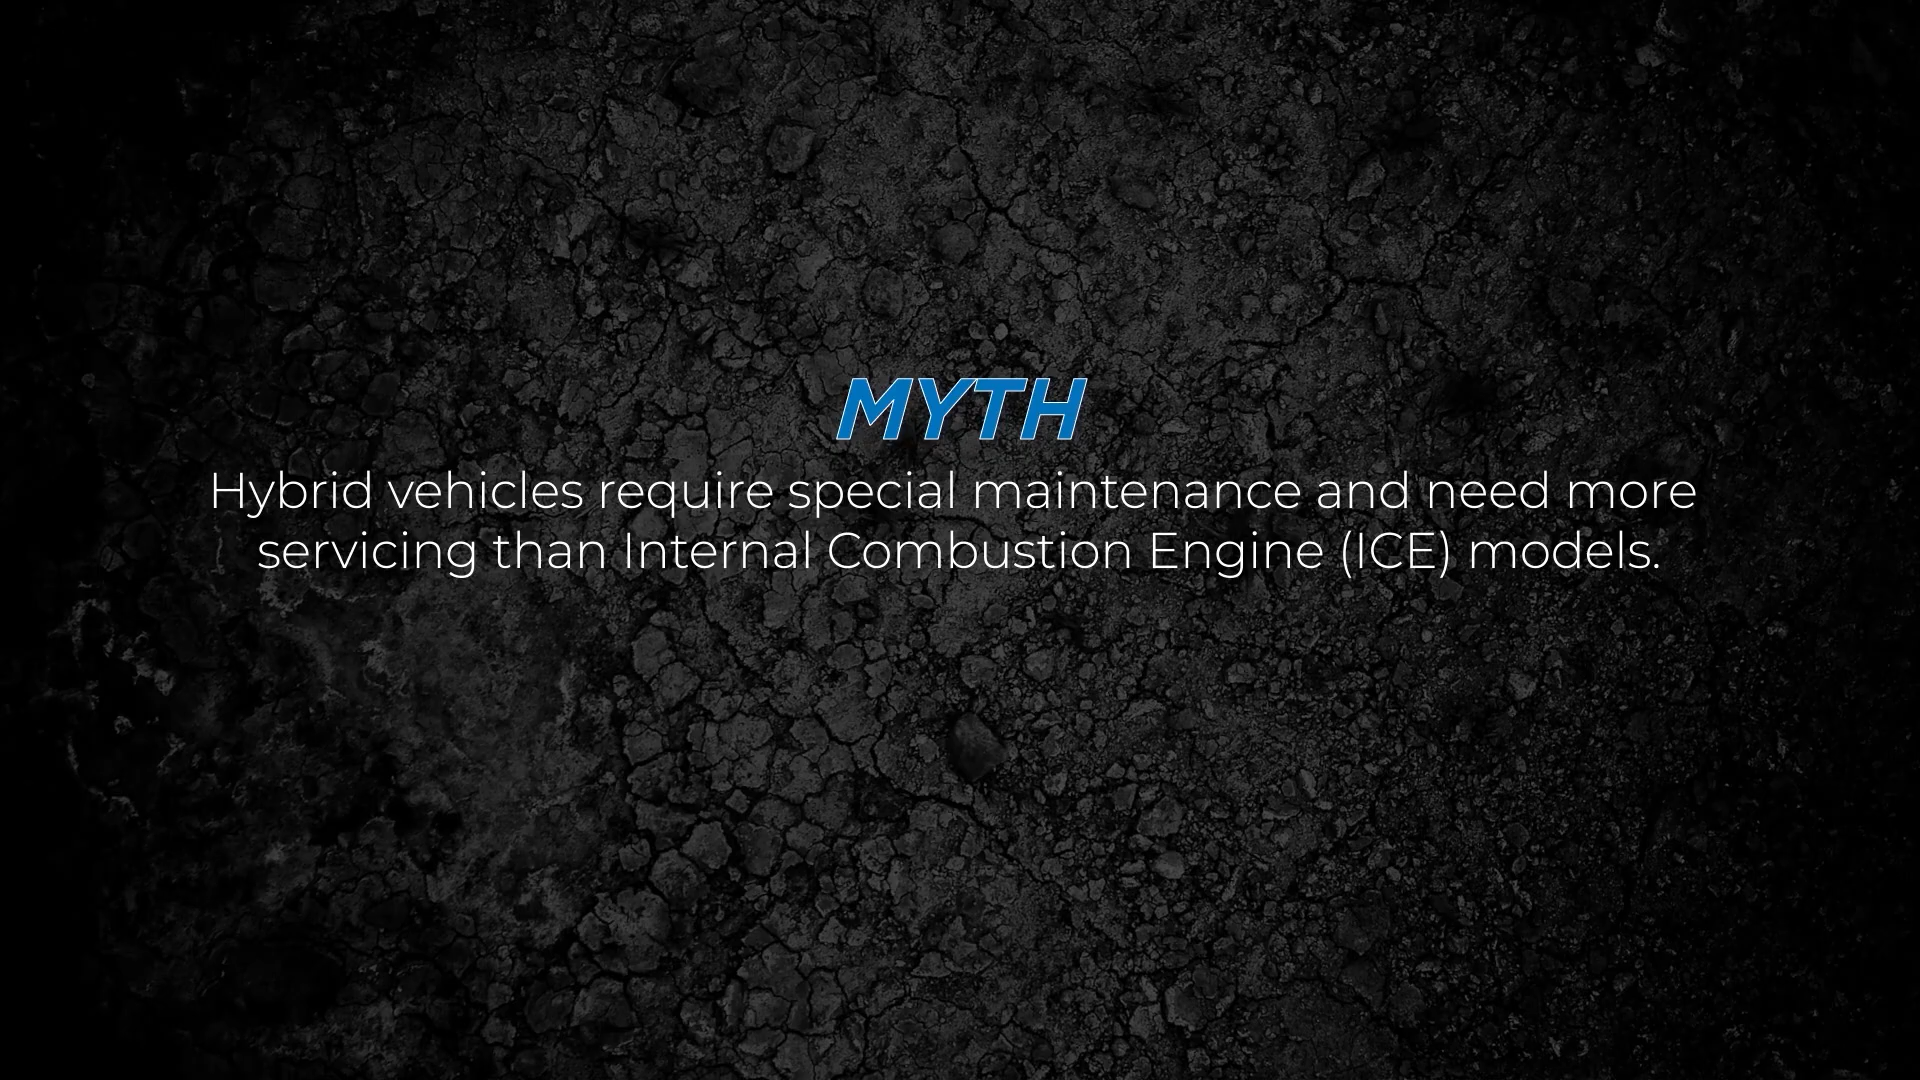 MYTH
Hybrid vehicles require special maintenance and need more
servicing than Internal Combustion Engine (ICE) models.